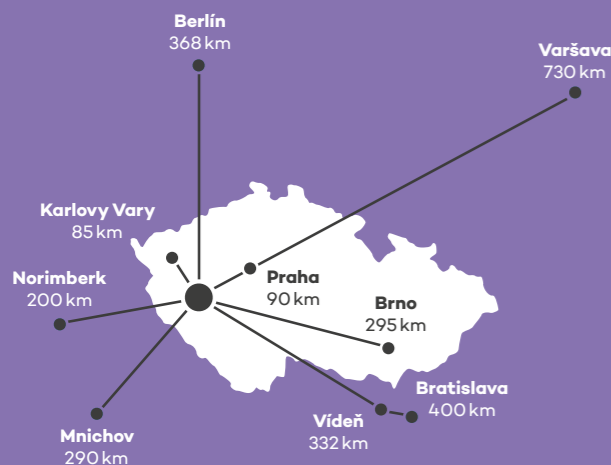 Berlín
368 km
Varšava
730 km
Karlovy Vary
85 km
Norimberk
200 km
Praha
90 km
Brno
295 km
Bratislava
400 km
Vídeň
332 km
Mnichov
290 km